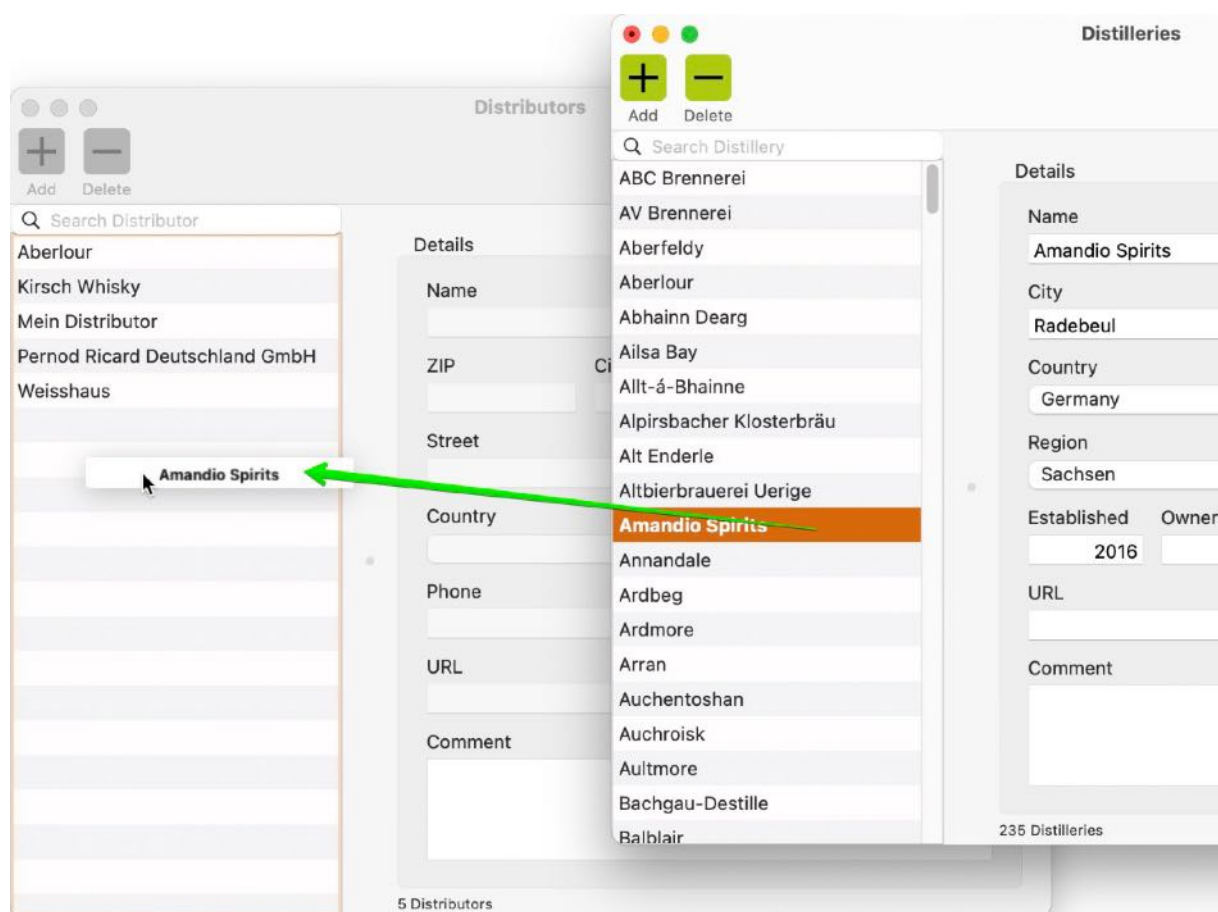 Distributors
Add
Delete
Search Distributor
Aberlour
Kirsch Whisky
Mein Distributor
Pernod Ricard Deutschland GmbH
Weisshaus
Amandio Spirits
Details
Name
ZIP
Ci
Street
Country
Phone
URL
Comment
5 Distributors
Distilleries
Add
Delete
Search Distillery
ABC Brennerei
AV Brennerei
Aberfeldy
Aberlour
Abhainn Dearg
Ailsa Bay
Allt-á-Bhainne
Alpirsbacher Klosterbräu
Alt Enderle
Altbierbrauerei Uerige
Amandio Spirits
Annandale
Ardbeg
Ardmore
Arran
Auchentoshan
Auchroisk
Aultmore
Bachgau-Destille
Balblair
Details
Name
Amandio Spirits
City
Radebeul
Country
Germany
Region
Sachsen
Established Owner
2016
URL
Comment
235 Distilleries